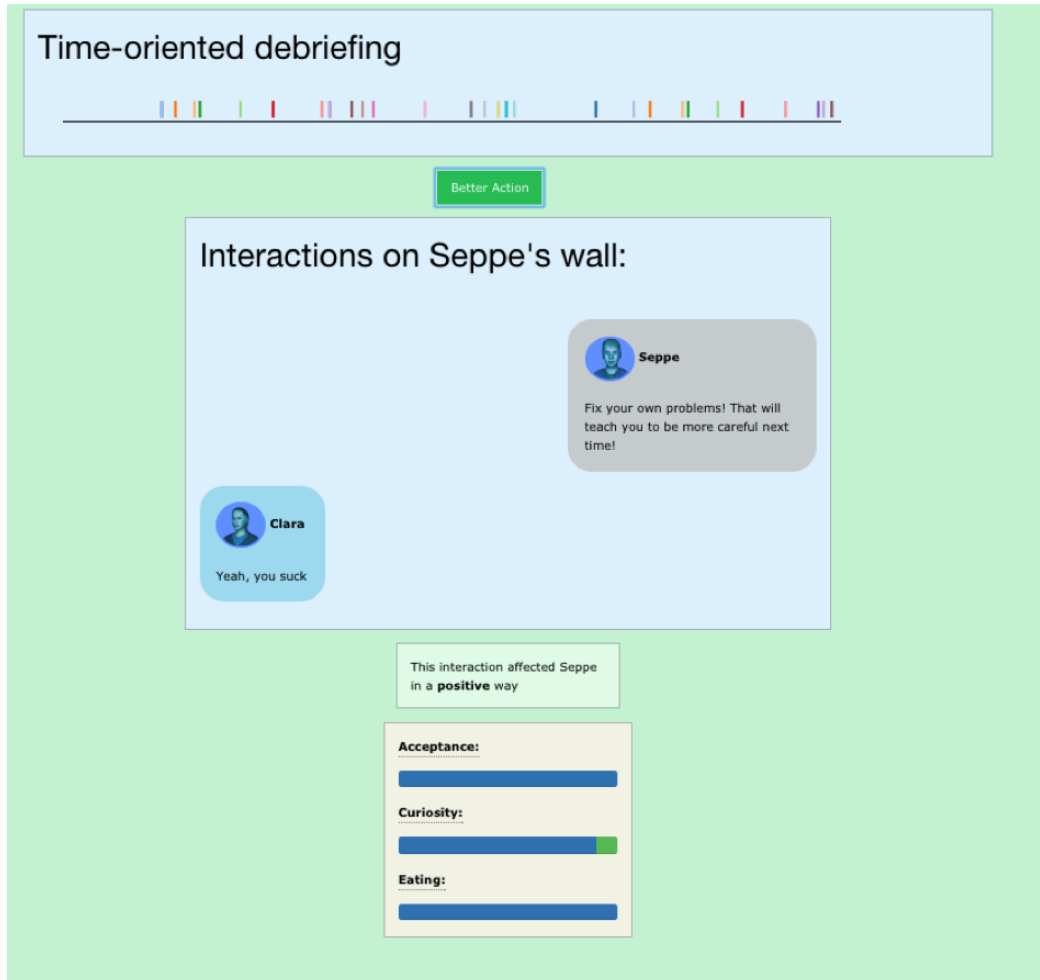 Time-oriented debriefing
Better Action
Interactions on Seppe's wall:
Seppe
Fix your own problems! That will
teach you to be more careful next
time!
Clara
Yeah, you suck
This interaction affected Seppe
in a positive way
Acceptance:
Curiosity:
Eating: